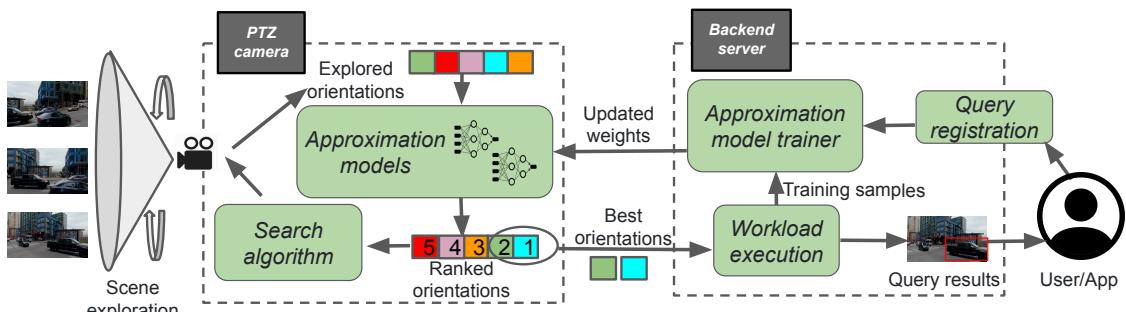 PTZ
camera
Backend
server
Explored
orientations
Approximation
models
Updated
weights
Approximation
model trainer
Query
registration
Training samples
Search
algorithm
5 4 3 2 1
Ranked
orientations
Best
orientations
Workload
execution
Query results
User/App
Scene
exploration